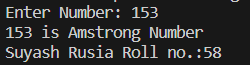 Enter Number: 153
153 is Amstrong Number
Suyash Rusia Roll no.:58